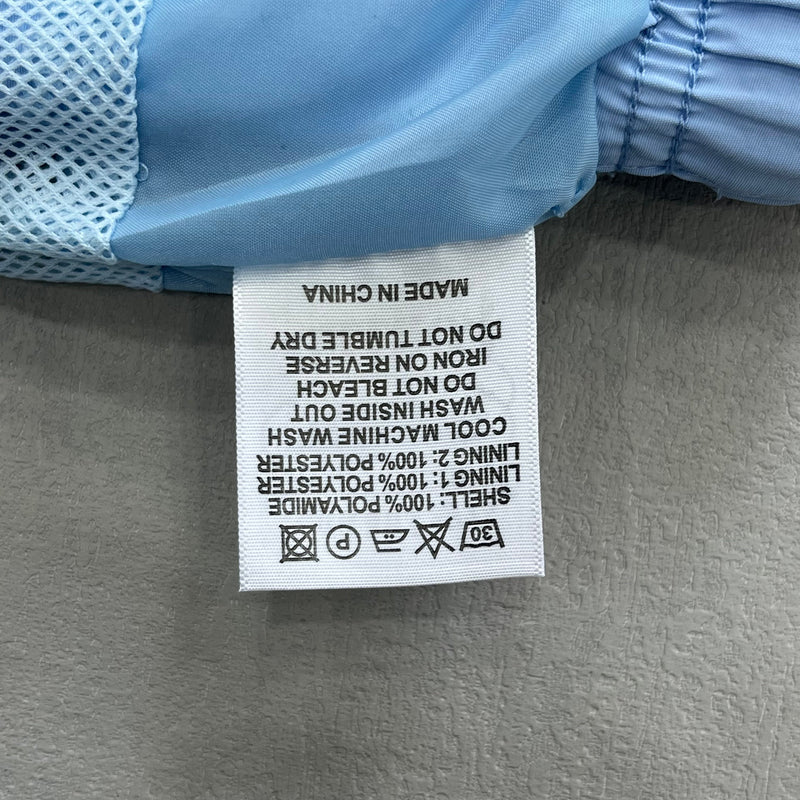 30 P
SHELL: 100% POLYAMIDE
LINING 1: 100% POLYESTER
LINING 2: 100% POLYESTER
COOL MACHINE WASH
WASH INSIDE OUT
DO NOT BLEACH
IRON ON REVERSE
DO NOT TUMBLE DRY
MADE IN CHINA